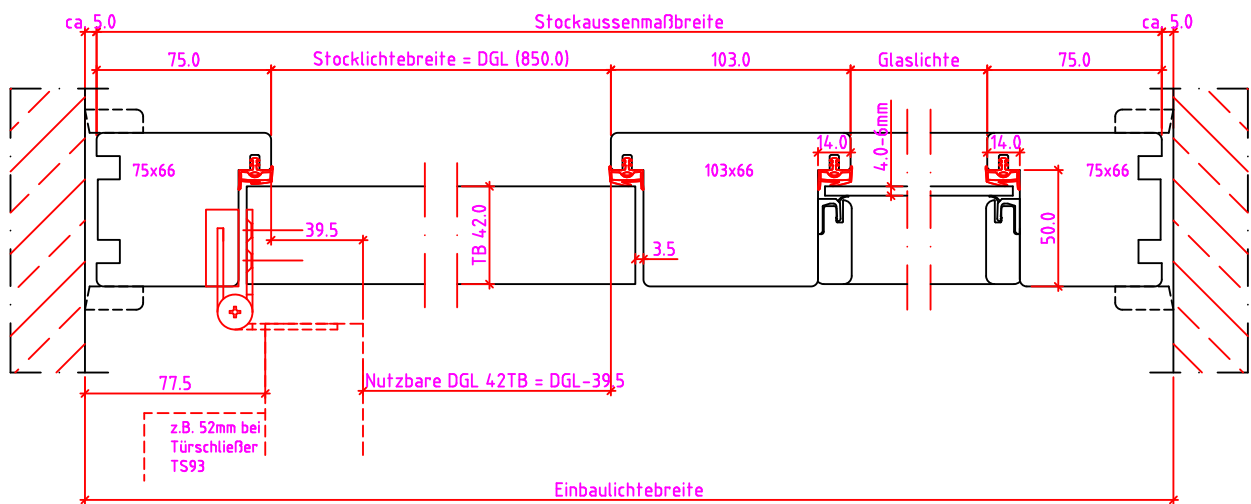 ca. 5.0
Stockaussenmaßbreite
ca. 5.0
75.0
Stocklichtebreite = DGL (850.0)
103.0
Glaslichte
75.0
4.0-6mm
14.0
14.0
75x66
103x66
75x66
39.5
TB 42.0
3.5
50.0
77.5
Nutzbare DGL 42TB = DGL-39.5
z.B. 52mm bei
Türschließer
TS93
Einbaulichtebreite